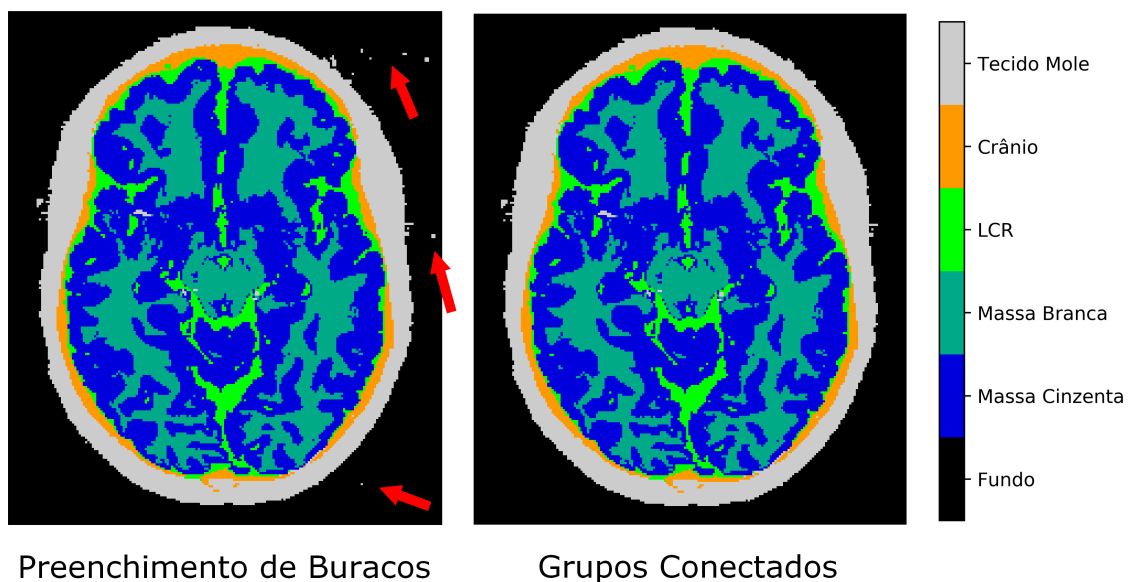 Tecido Mole
Crânio
LCR
Massa Branca
Massa Cinzenta
Fundo
Preenchimento de Buracos
Grupos Conectados